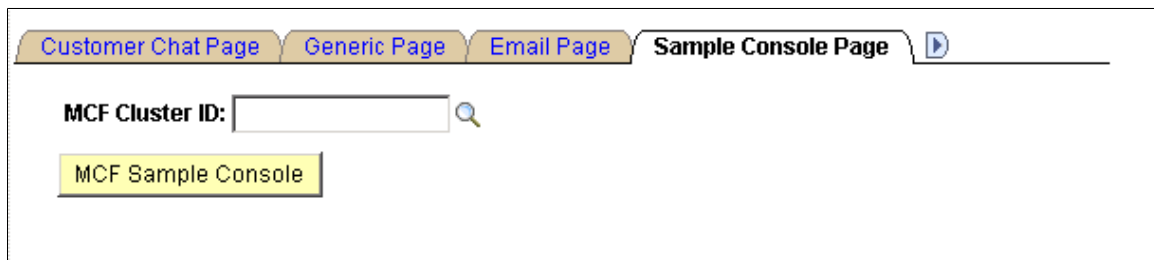 Customer Chat Page Generic Page Email Page Sample Console Page
MCF Cluster ID:
MCF Sample Console